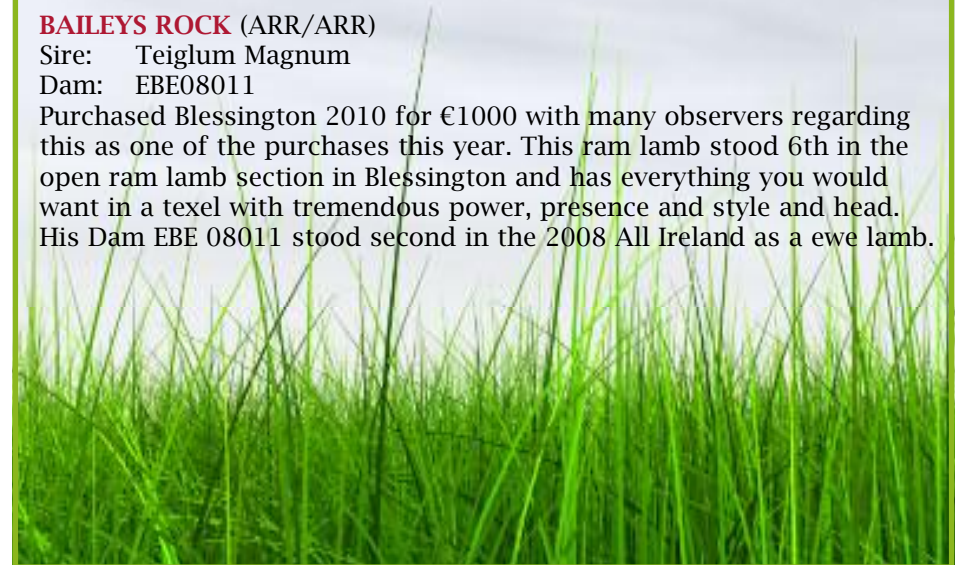 BAILEYS ROCK (ARR/ARR)
Sire: Teiglum Magnum
Dam: EBE08011
Purchased Blessington 2010 for €1000 with many observers regarding
this as one of the purchases this year. This ram lamb stood 6th in the
open ram lamb section in Blessington and has everything you would
want in a texel with tremendous power, presence and style and head.
His Dam EBE 08011 stood second in the 2008 All Ireland as a ewe lamb.